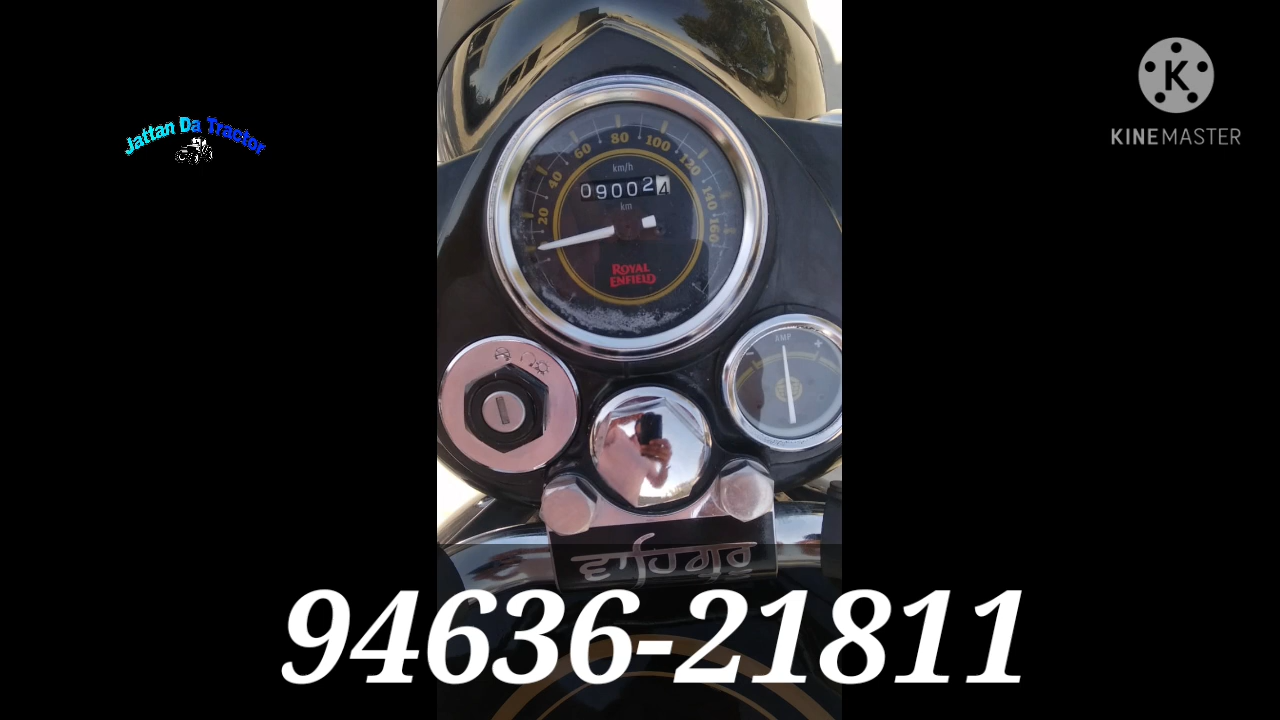 Jattan Da Tractor
KINEMASTER
20 40 60 80 100 120 140 160
km/h
090024
km
ROYAL
ENFIELD
AMP
- +
ਵਾਹਿਗੁਰੂ
94636-21811